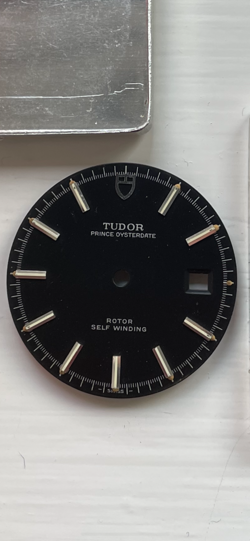 TUDOR
PRINCE OYSTERDATE
ROTOR
SELF WINDING